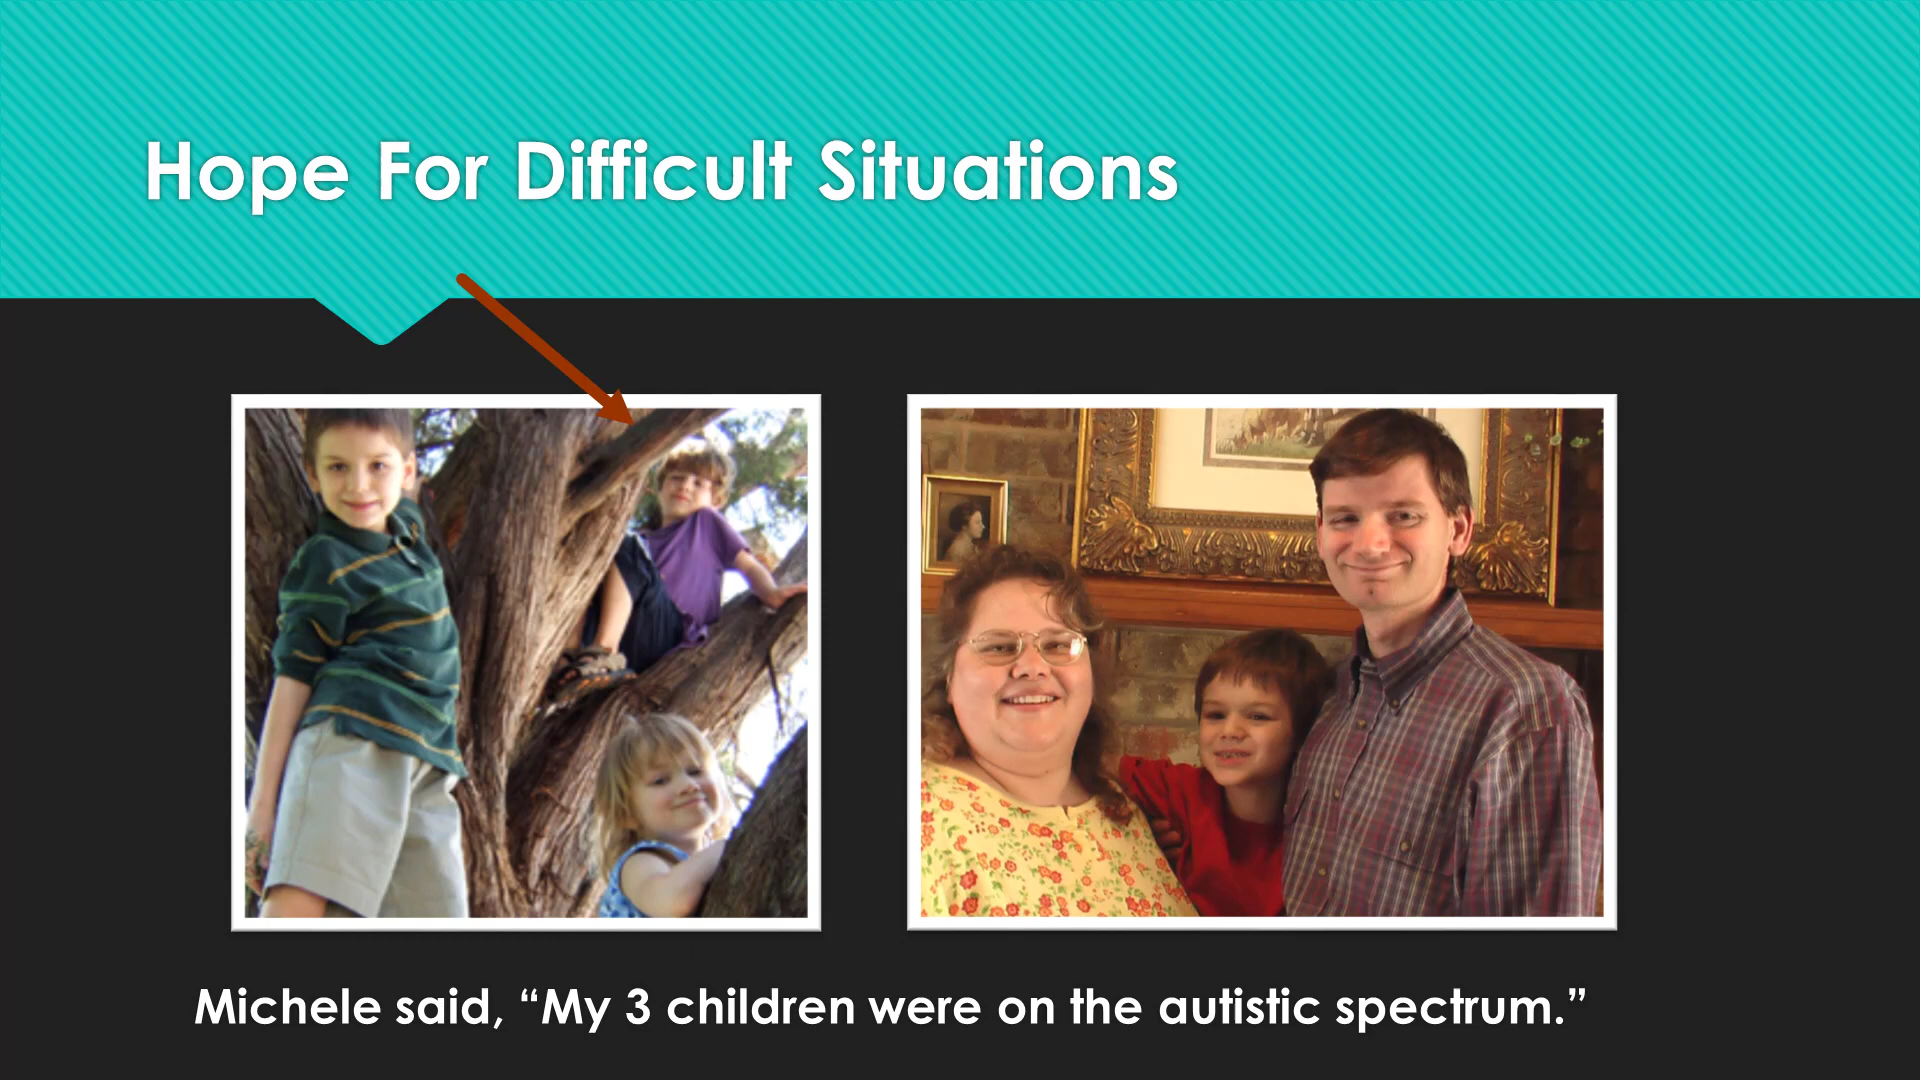 Hope For Difficult Situations
Michele said, “My 3 children were on the autistic spectrum.”